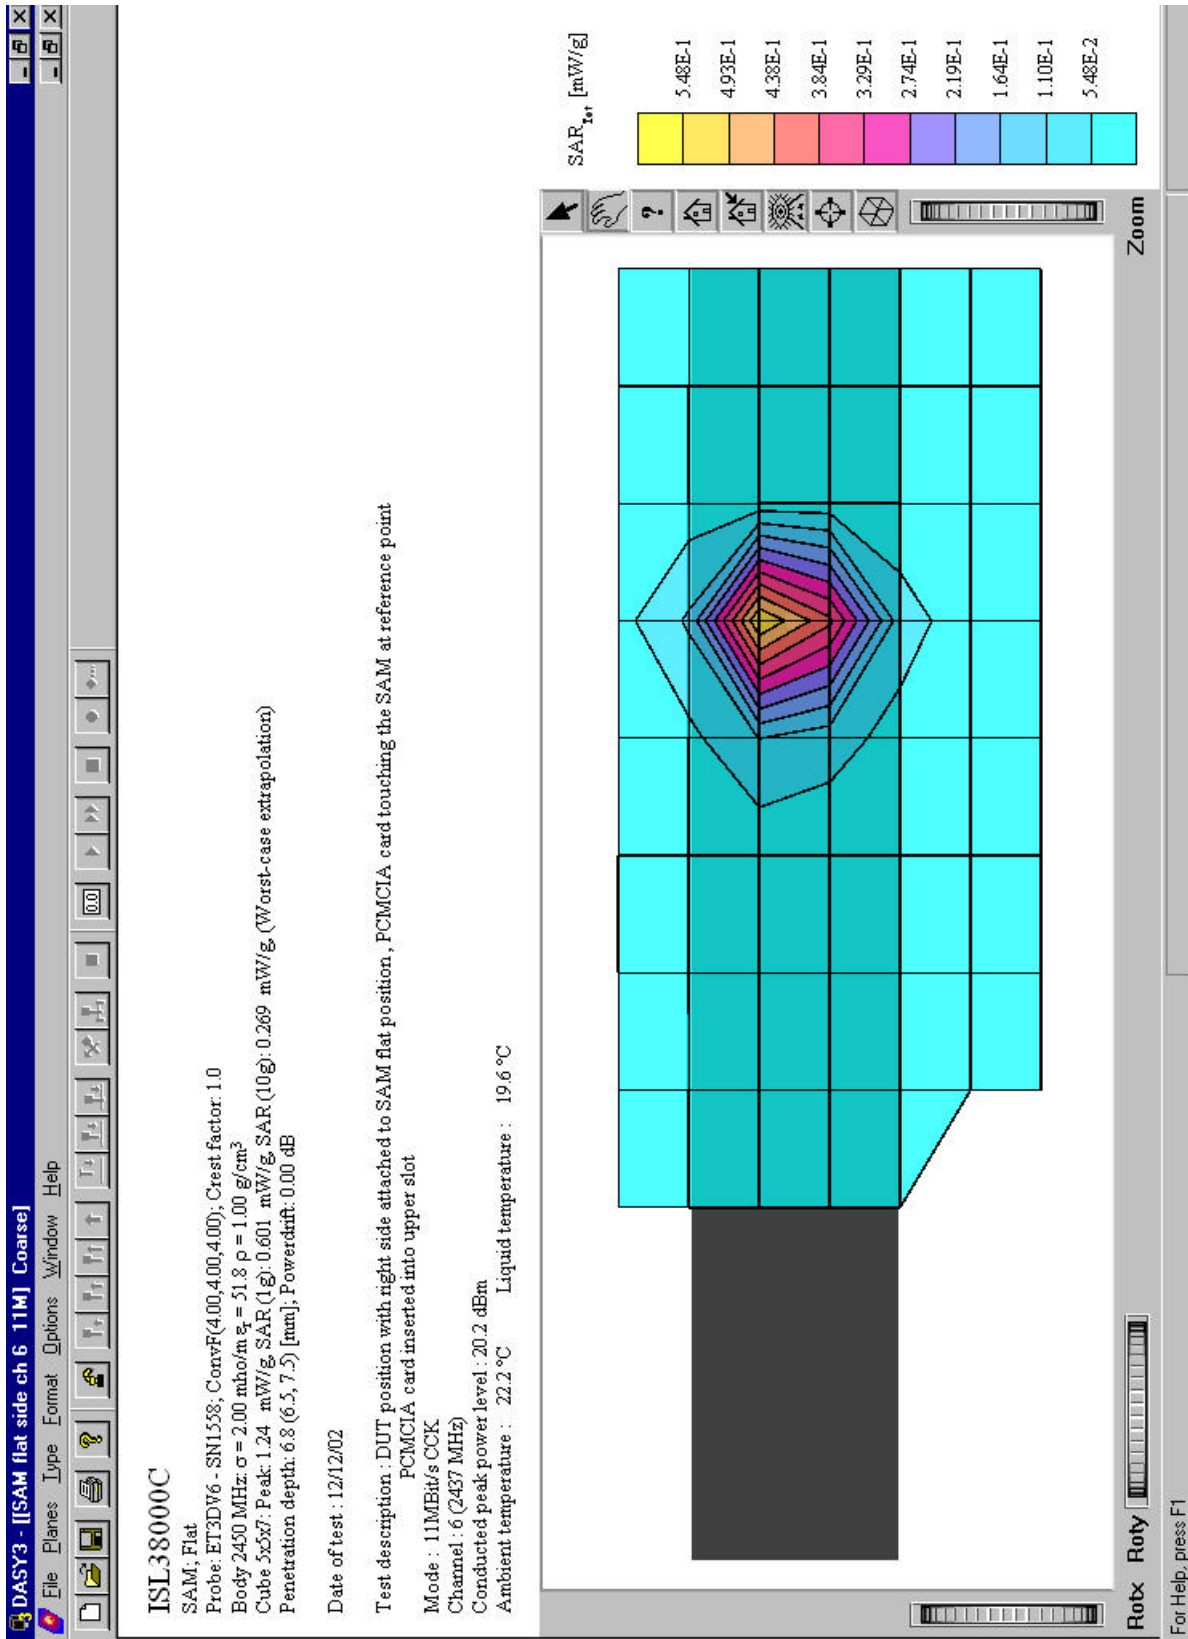 DASY3 - [[SAM flat side ch 6 11M] Coarse]
File Planes Type Format Options Window Help
ISL38000C
SAM; Flat
Probe: ET3DV6 - SN1558; ConvF(4.00,4.00,4.00); Crest factor: 1.0
Body 2450 MHz: σ = 2.00 mho/m εr = 51.8 ρ = 1.00 g/cm³
Cube 5x5x7: Peak: 1.24 mW/g, SAR (1g): 0.601 mW/g, SAR (10g): 0.269 mW/g, (Worst-case extrapolation)
Penetration depth: 6.8 (6.5, 7.5) [mm]; Powerdrift: 0.00 dB
Date of test : 12/12/02
Test description : DUT position with right side attached to SAM flat position , PCMCIA card touching the SAM at reference point
PCMCIA card inserted into upper slot
Mode : 11MBit/s CCK
Channel : 6 (2437 MHz)
Conducted peak power level : 20.2 dBm
Ambient temperature : 22.2 °C Liquid temperature : 19.6 °C
SARTot [mW/g]
5.48E-1
4.93E-1
4.38E-1
3.84E-1
3.29E-1
2.74E-1
2.19E-1
1.64E-1
1.10E-1
5.48E-2
Rotx Roty Zoom
For Help, press F1